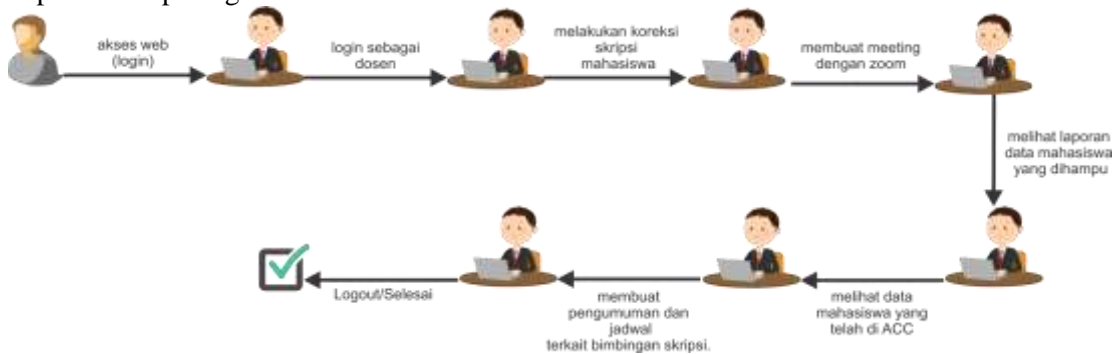 akses web
(login)
login sebagai
dosen
melakukan koreksi
skripsi
mahasiswa
membuat meeting
dengan zoom
melihat laporan
data mahasiswa
yang dihampu
melihat data
mahasiswa yang
telah di ACC
membuat
pengumuman dan
jadwal
terkait bimbingan skripsi.
Logout/Selesai